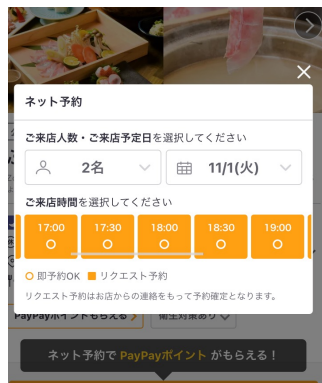 ネット予約
ご来店人数・ご来店予定日を選択してください
2名
11/1(火)
ご来店時間を選択してください
17:00 17:30 18:00 18:30 19:00
即予約OK リクエスト予約
リクエスト予約はお店からの連絡をもって予約確定となります。
PayPayポイントもらえる
衛生対策あり
ネット予約で PayPayポイント がもらえる！